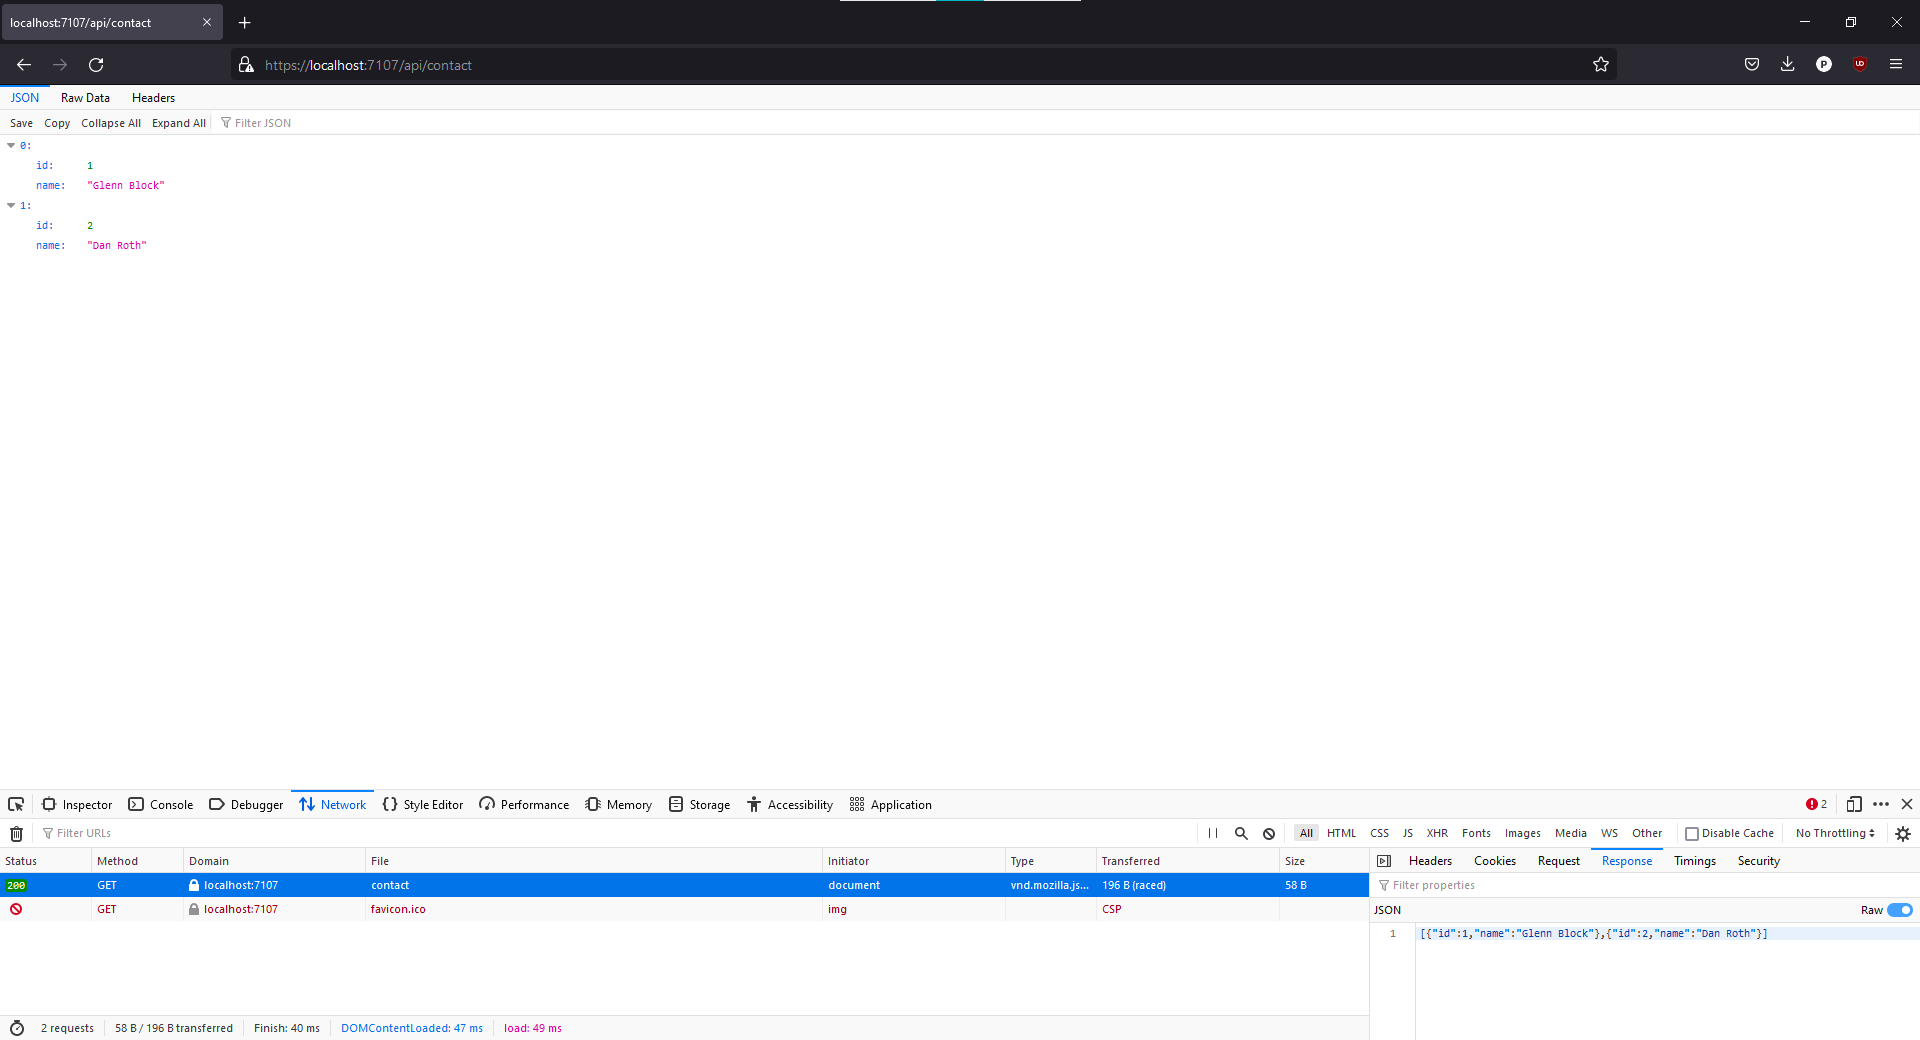 localhost:7107/api/contact
https://localhost:7107/api/contact
JSON Raw Data Headers
Save Copy Collapse All Expand All Filter JSON
0:
id: 1
name: "Glenn Block"
1:
id: 2
name: "Dan Roth"
Inspector Console Debugger Network Style Editor Performance Memory Storage Accessibility Application 2
Filter URLs All HTML CSS JS XHR Fonts Images Media WS Other Disable Cache No Throttling
Status Method Domain File Initiator Type Transferred Size
200 GET localhost:7107 contact document vnd.mozilla.js... 196 B (raced) 58 B
GET localhost:7107 favicon.ico img CSP
2 requests 58 B / 196 B transferred Finish: 40 ms DOMContentLoaded: 47 ms load: 49 ms
Headers Cookies Request Response Timings Security
Filter properties
JSON Raw
1 [{"id":1,"name":"Glenn Block"},{"id":2,"name":"Dan Roth"}]